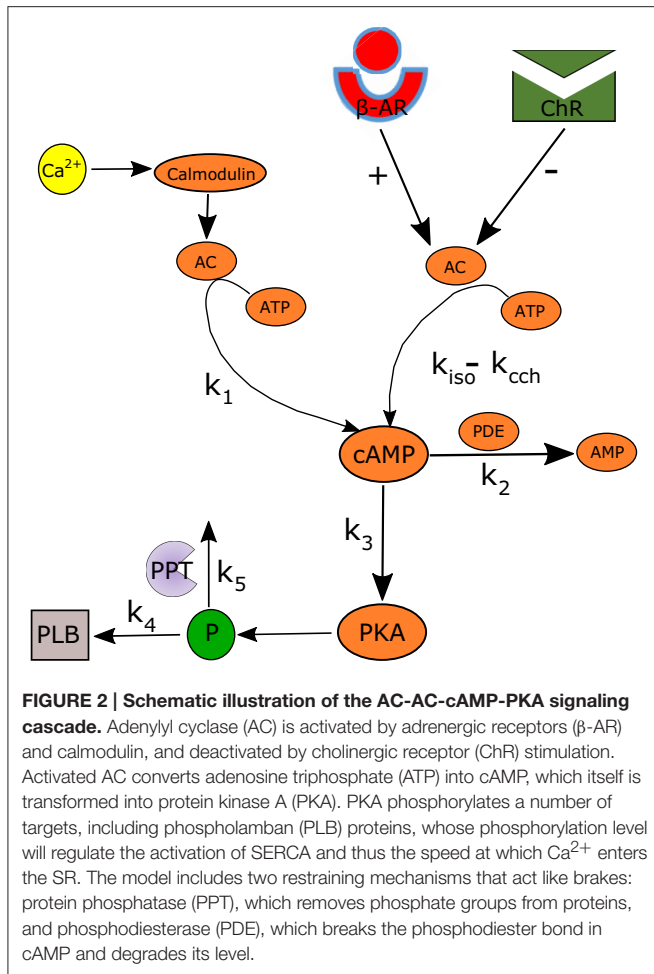 β-AR
ChR
+
-
Ca²⁺
Calmodulin
AC
AC
ATP
ATP
k₁
k_iso - k_cch
cAMP
PDE
k₂
AMP
k₃
PPT
k₅
PLB
k₄
P
PKA
FIGURE 2 | Schematic illustration of the AC-AC-cAMP-PKA signaling
cascade. Adenylyl cyclase (AC) is activated by adrenergic receptors (β-AR)
and calmodulin, and deactivated by cholinergic receptor (ChR) stimulation.
Activated AC converts adenosine triphosphate (ATP) into cAMP, which itself is
transformed into protein kinase A (PKA). PKA phosphorylates a number of
targets, including phospholamban (PLB) proteins, whose phosphorylation level
will regulate the activation of SERCA and thus the speed at which Ca²⁺ enters
the SR. The model includes two restraining mechanisms that act like brakes:
protein phosphatase (PPT), which removes phosphate groups from proteins,
and phosphodiesterase (PDE), which breaks the phosphodiester bond in
cAMP and degrades its level.